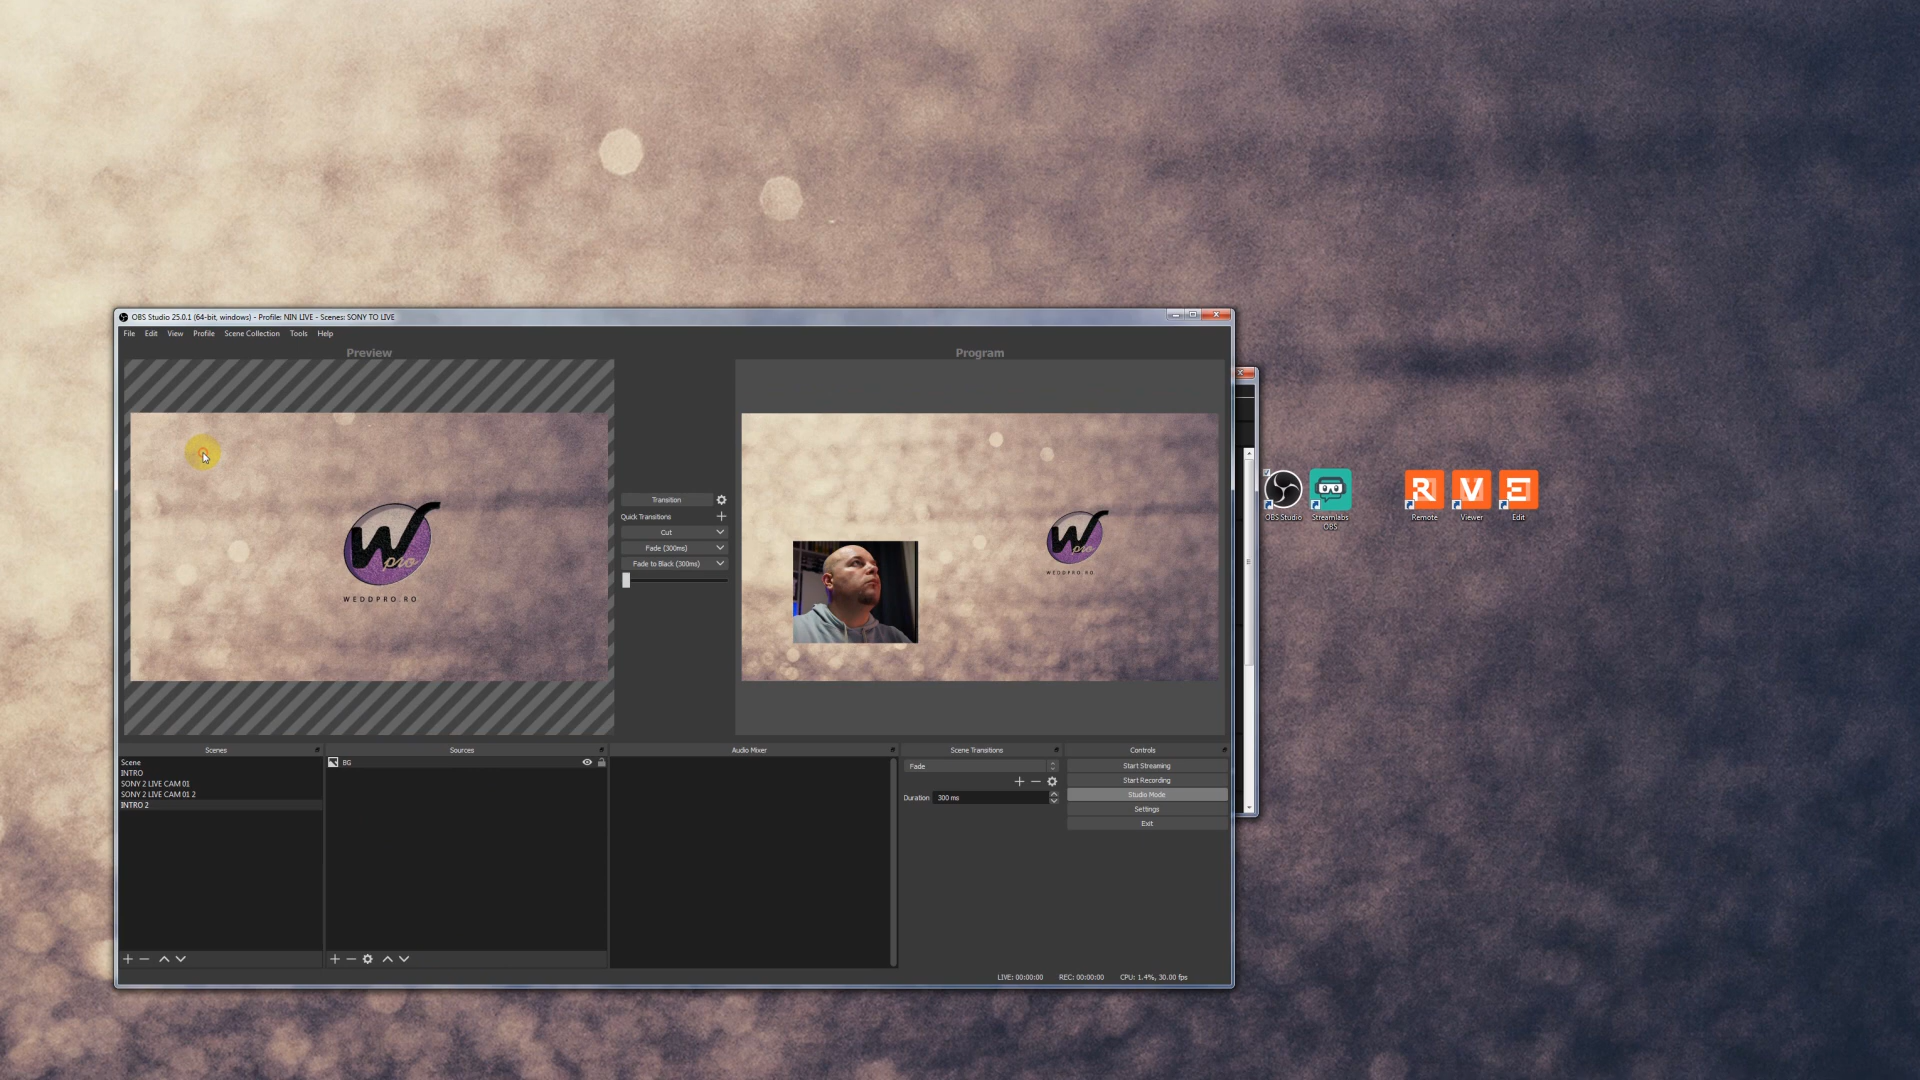 OBS Studio 25.0.1 (64-bit, windows) - Profile: NIN LIVE - Scenes: SONY TO LIVE
File Edit View Profile Scene Collection Tools Help
Preview
Program
W
pro
WEDDPRO.RO
Transition
Quick Transitions
Cut
Fade (300ms)
Fade to Black (300ms)
W
pro
WEDDPRO.RO
OBS Studio
Streamlabs OBS
R
Remote
V
Viewer
E
Edit
Scenes
Scene
INTRO
SONY 2 LIVE CAM 01
SONY 2 LIVE CAM 01 2
INTRO 2
Sources
BG
Audio Mixer
Scene Transitions
Fade
Duration 300 ms
Controls
Start Streaming
Start Recording
Studio Mode
Settings
Exit
LIVE: 00:00:00 REC: 00:00:00 CPU: 1.4%, 30.00 fps